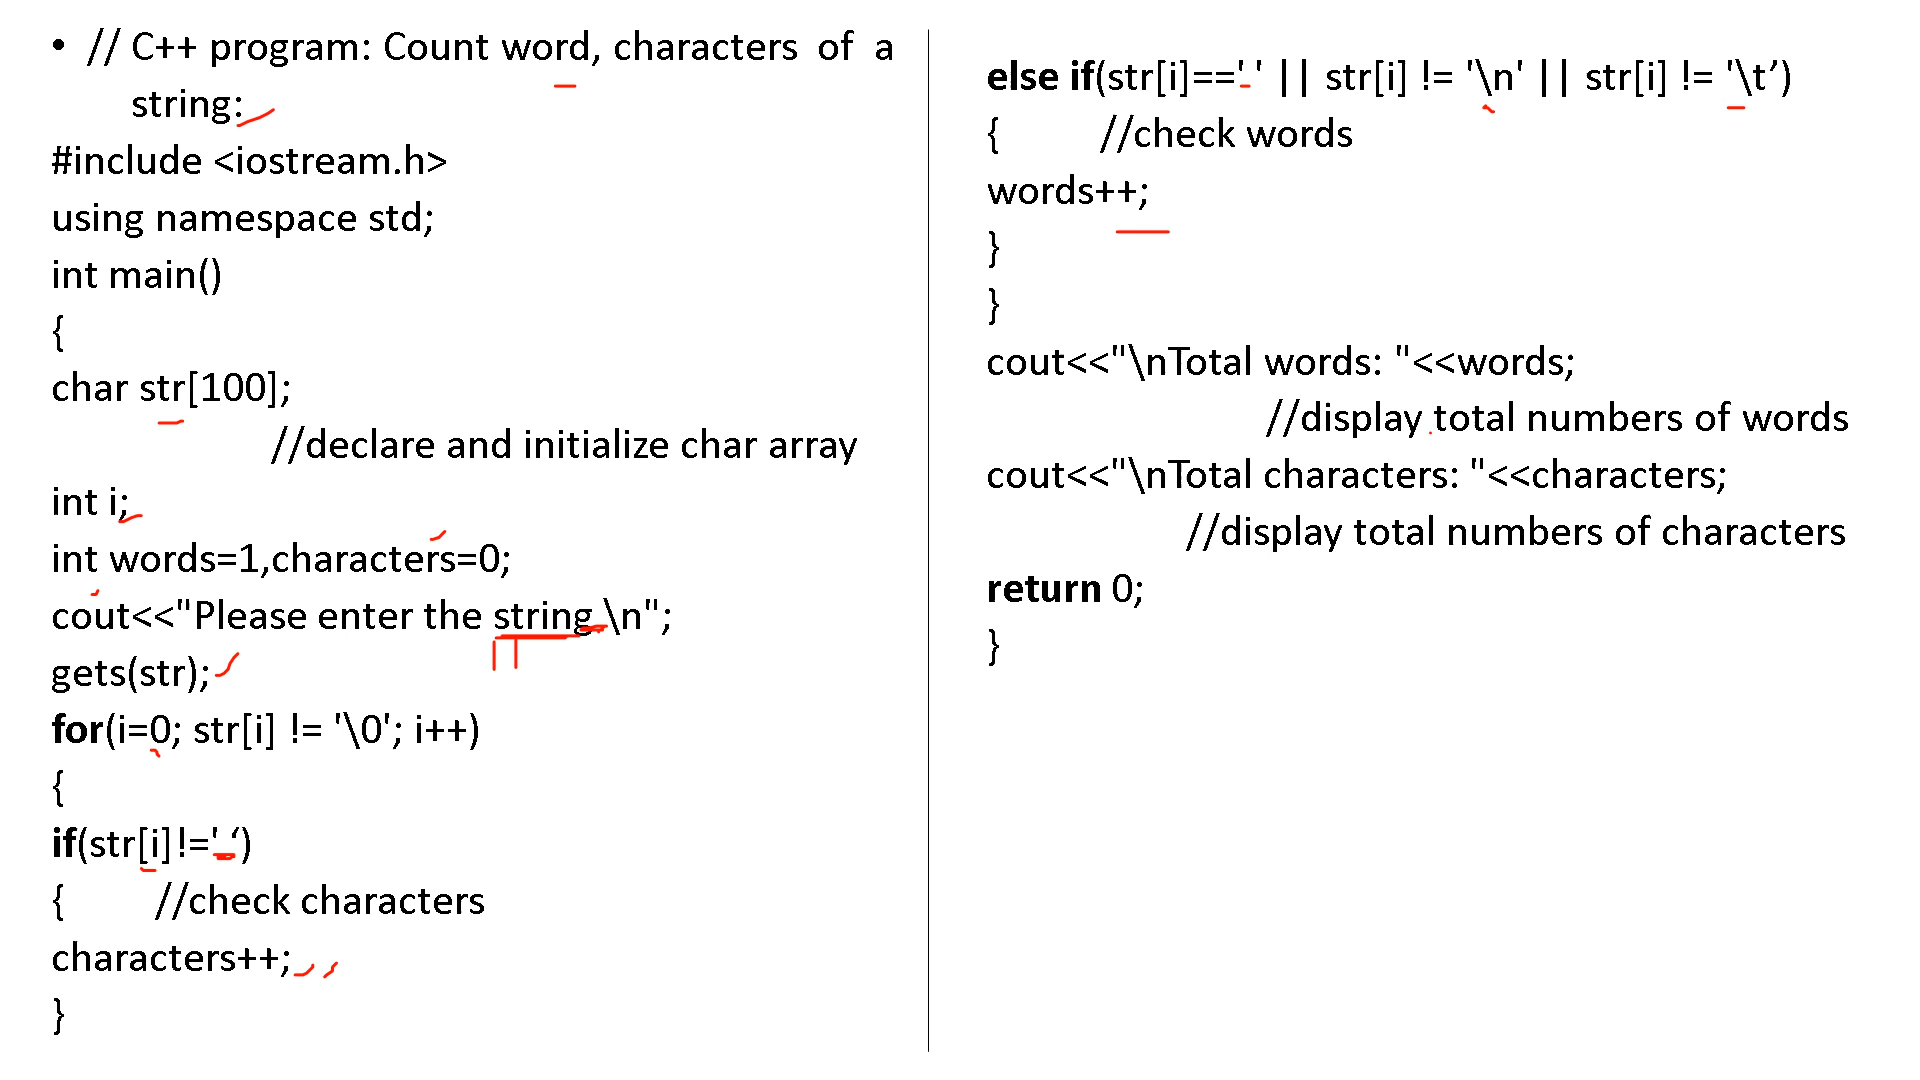 • // C++ program: Count word, characters of a
string:
#include <iostream.h>
using namespace std;
int main()
{
char str[100];
//declare and initialize char array
int i;
int words=1,characters=0;
cout<<"Please enter the string \n";
gets(str);
for(i=0; str[i] != '\0'; i++)
{
if(str[i]!=' ‘)
{ //check characters
characters++;
}
else if(str[i]==' ' || str[i] != '\n' || str[i] != '\t’)
{ //check words
words++;
}
}
cout<<"\nTotal words: "<<words;
//display total numbers of words
cout<<"\nTotal characters: "<<characters;
//display total numbers of characters
return 0;
}